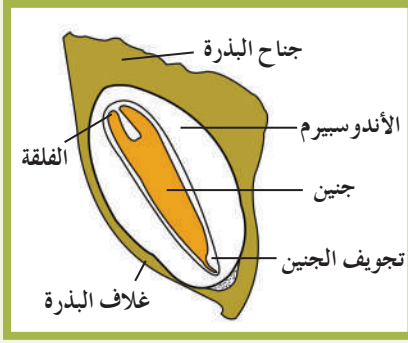 جناح البذرة
الأندوسبيرم
الفلقة
جنين
تجويف الجنين
غلاف البذرة